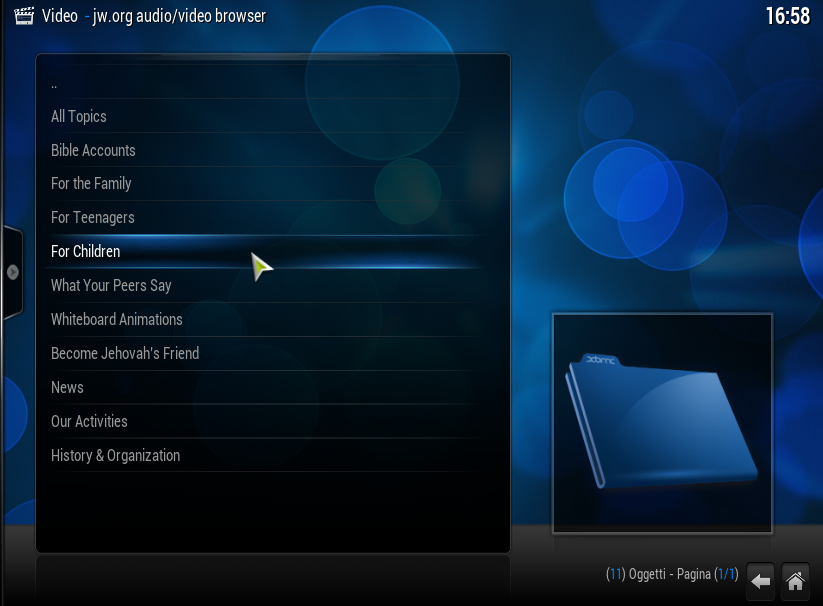 Video - jw.org audio/video browser
16:58
..
All Topics
Bible Accounts
For the Family
For Teenagers
For Children
What Your Peers Say
Whiteboard Animations
Become Jehovah's Friend
News
Our Activities
History & Organization
xbmc
(11) Oggetti - Pagina (1/1)